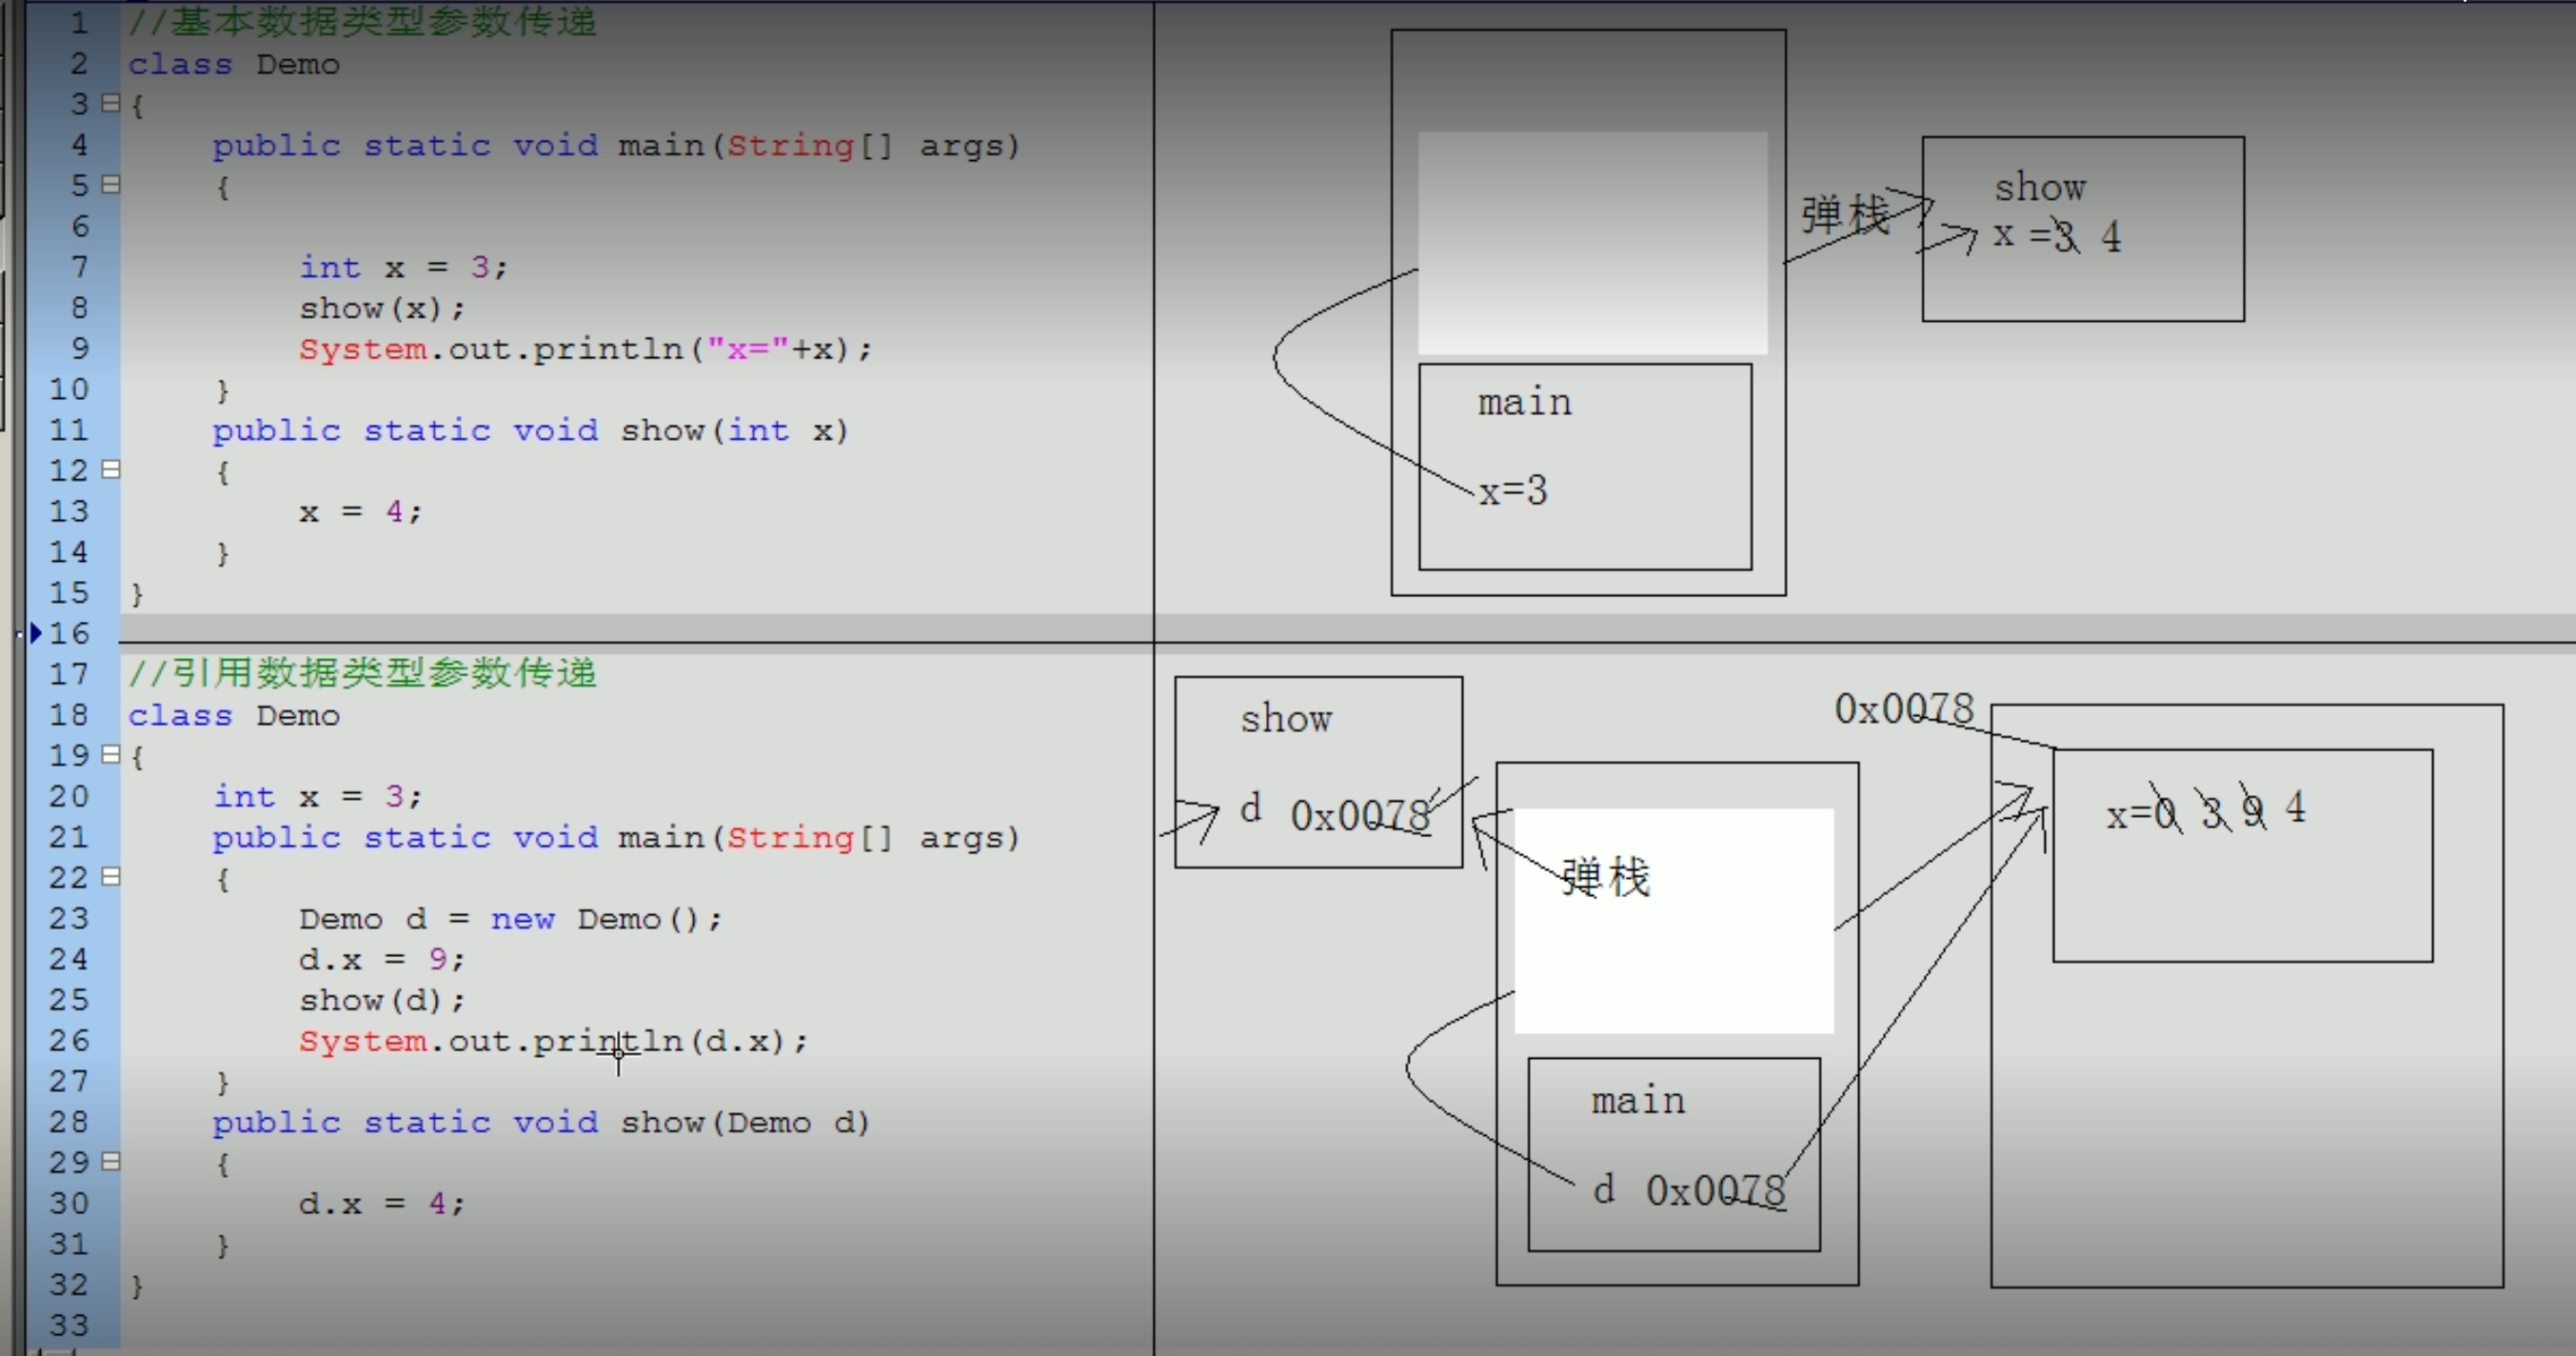 1 //基本数据类型参数传递
2 class Demo
3 {
4 public static void main(String[] args)
5 {
6
7 int x = 3;
8 show(x);
9 System.out.println("x="+x);
10 }
11 public static void show(int x)
12 {
13 x = 4;
14 }
15 }
16
17 //引用数据类型参数传递
18 class Demo
19 {
20 int x = 3;
21 public static void main(String[] args)
22 {
23 Demo d = new Demo();
24 d.x = 9;
25 show(d);
26 System.out.println(d.x);
27 }
28 public static void show(Demo d)
29 {
30 d.x = 4;
31 }
32 }
33
弹栈
show
x =3 4
main
x=3
show
d 0x0078
弹栈
main
d 0x0078
0x0078
x=0 3 9 4